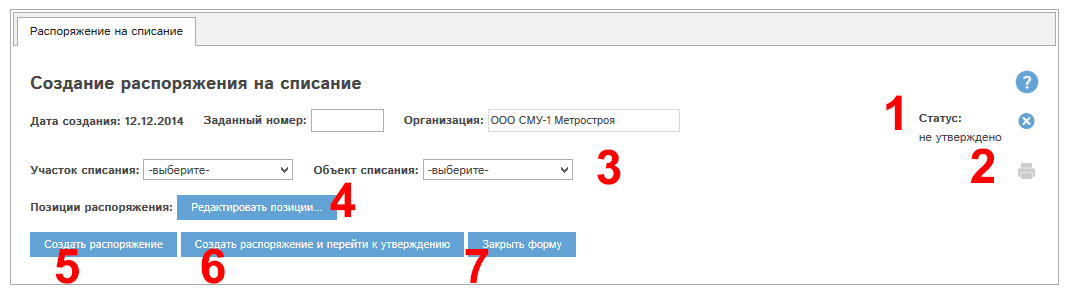 Распоряжение на списание
Создание распоряжения на списание
?
Дата создания: 12.12.2014 Заданный номер: Организация: ООО СМУ-1 Метростроя 1 Статус:
не утверждено
Участок списания: -выберите- Объект списания: -выберите- 3 2
Позиции распоряжения: Редактировать позиции... 4
Создать распоряжение Создать распоряжение и перейти к утверждению Закрыть форму
5 6 7